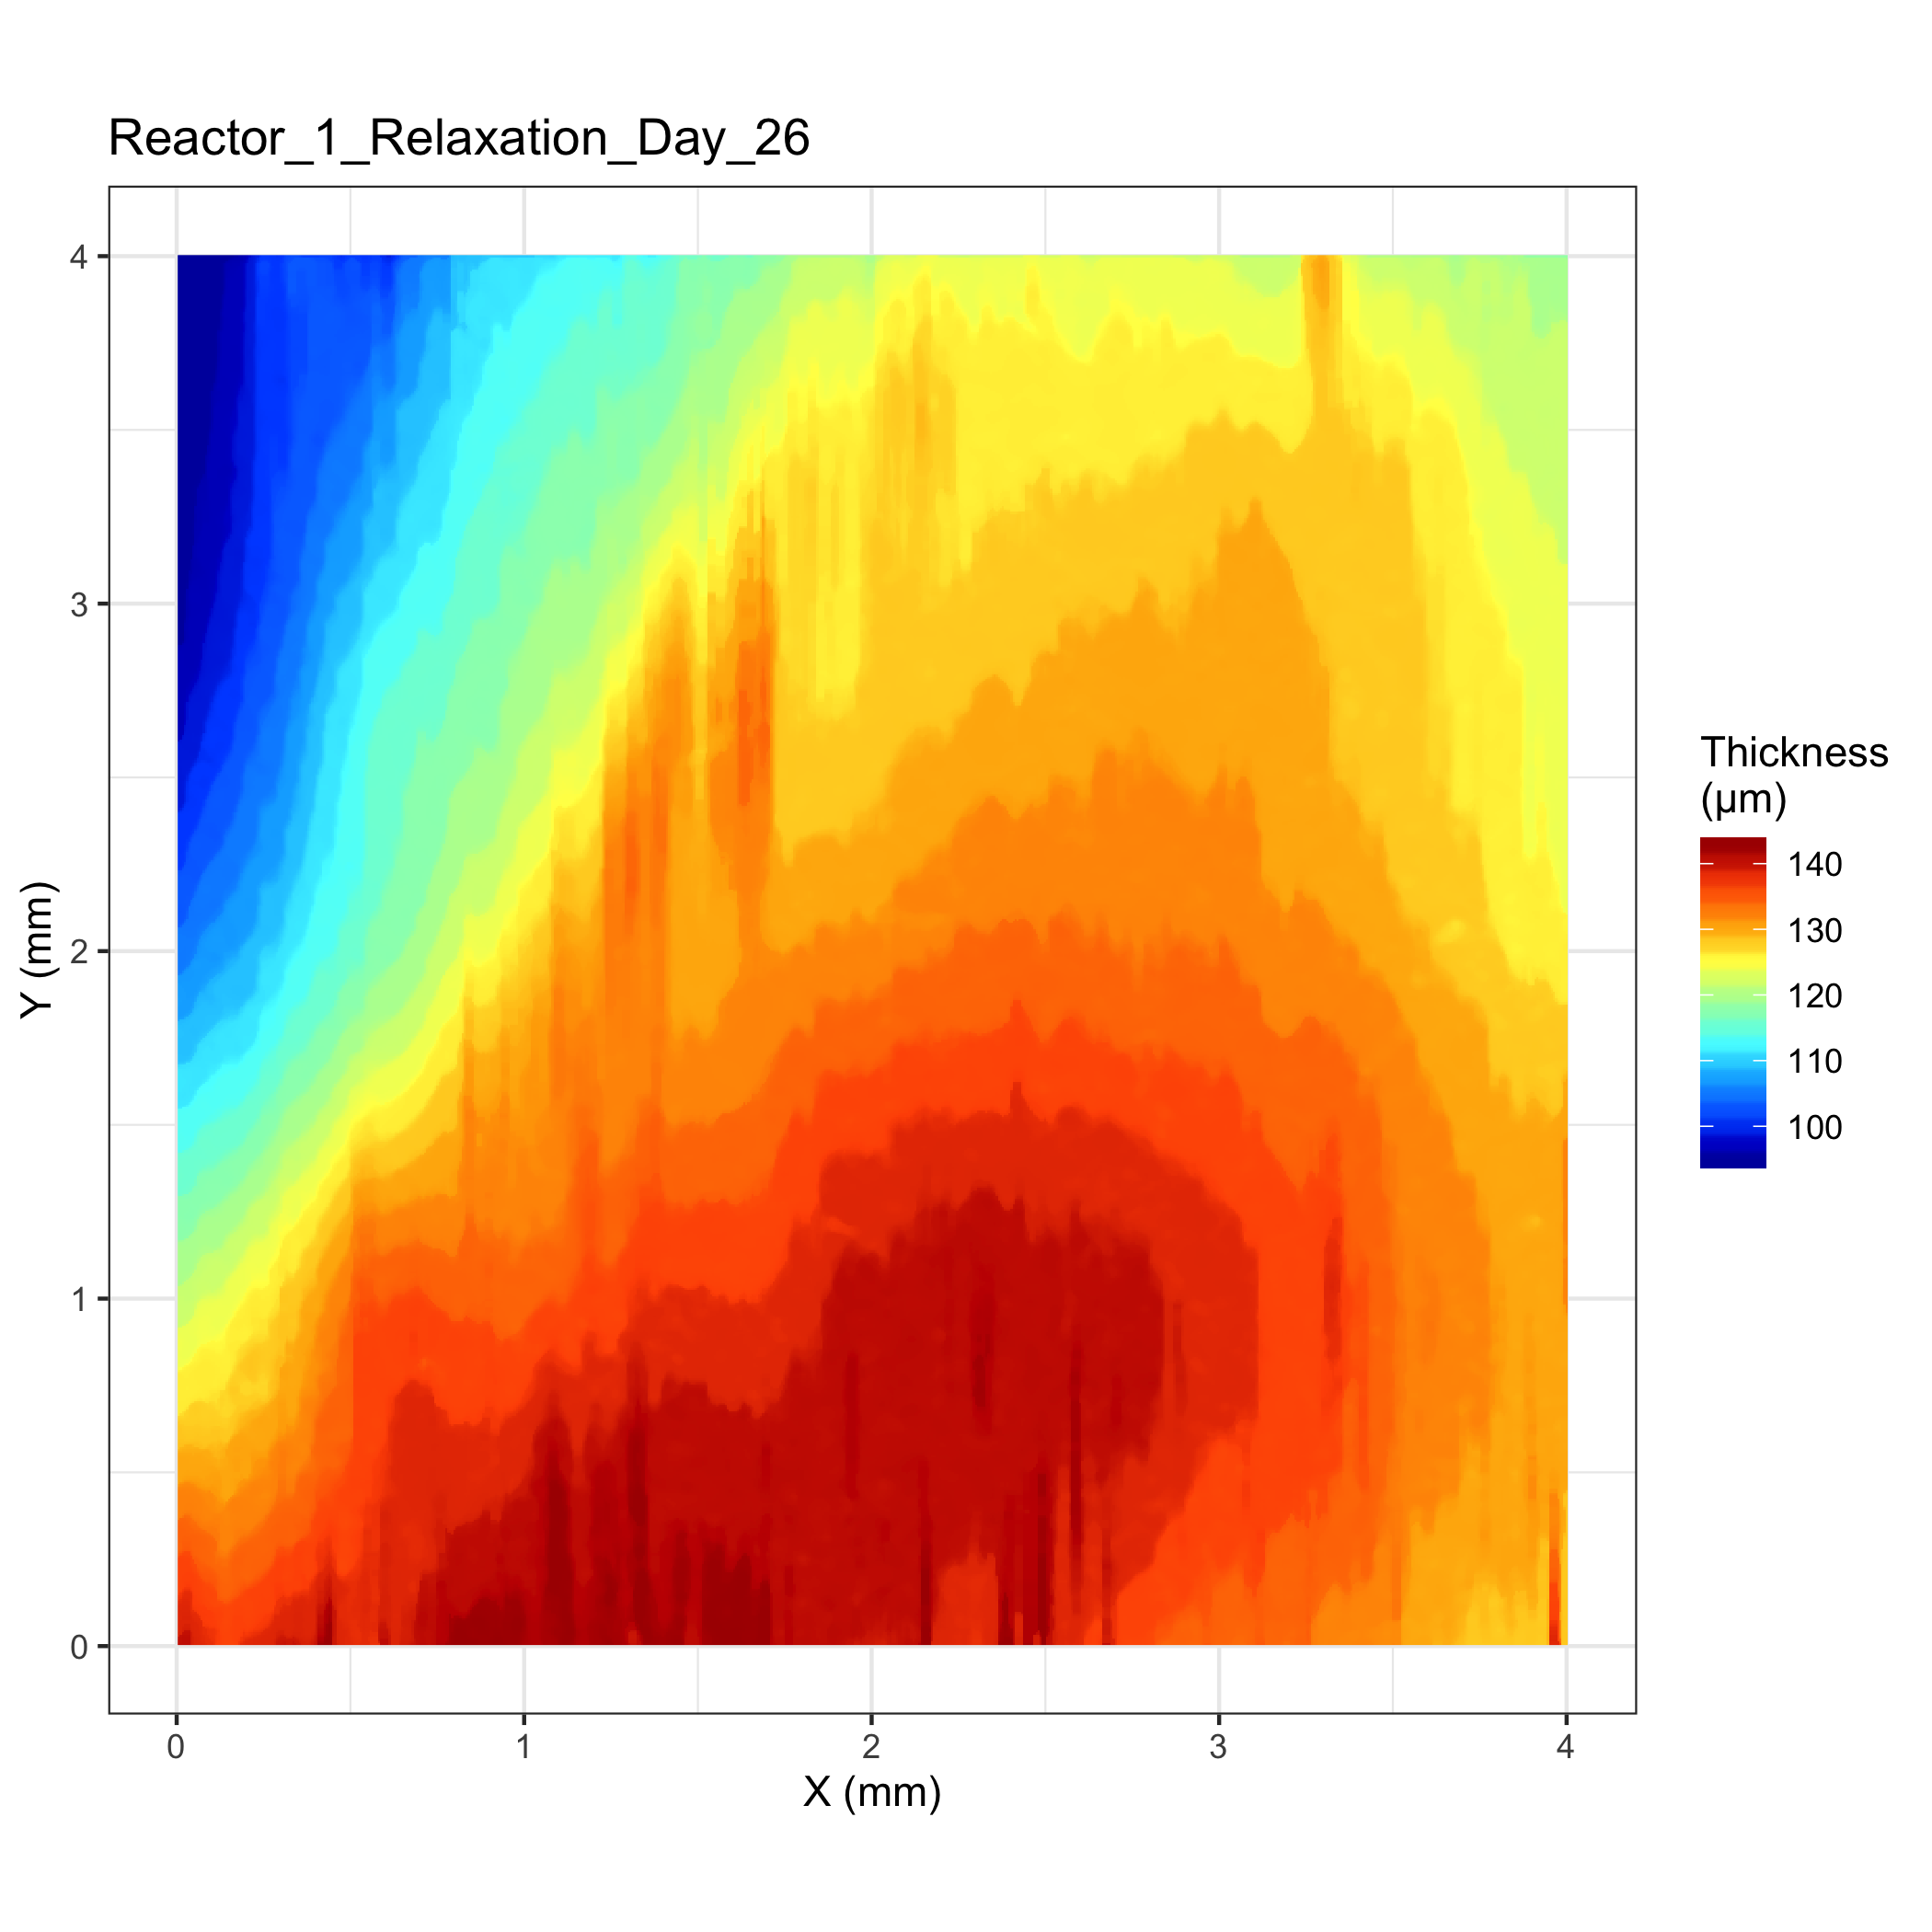 Reactor_1_Relaxation_Day_26
4
3
2
1
0
Y (mm)
0 1 2 3 4
X (mm)
Thickness
(µm)
140
130
120
110
100